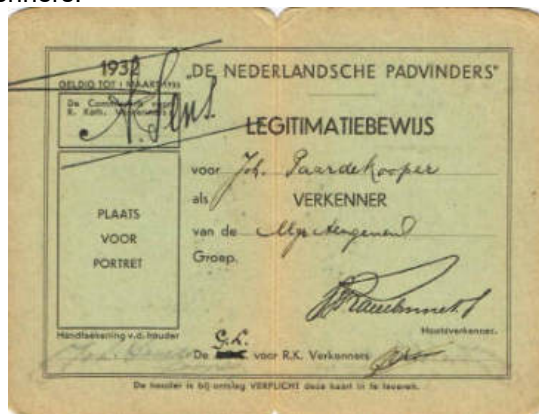 1932
GELDIG TOT 1 MAART 1933
De Commissaris voor
R. Kath. Verkenners
„DE NEDERLANDSCHE PADVINDERS"
LEGITIMATIEBEWIJS
voor Joh. Paardekooper
als VERKENNER
van de Mgr
Groep.
PLAATS
VOOR
PORTRET
Hoofdverkenner.
Handteekening v.d. houder
De G.L. voor R.K. Verkenners
De houder is bij ontslag VERPLICHT deze kaart in te leveren.